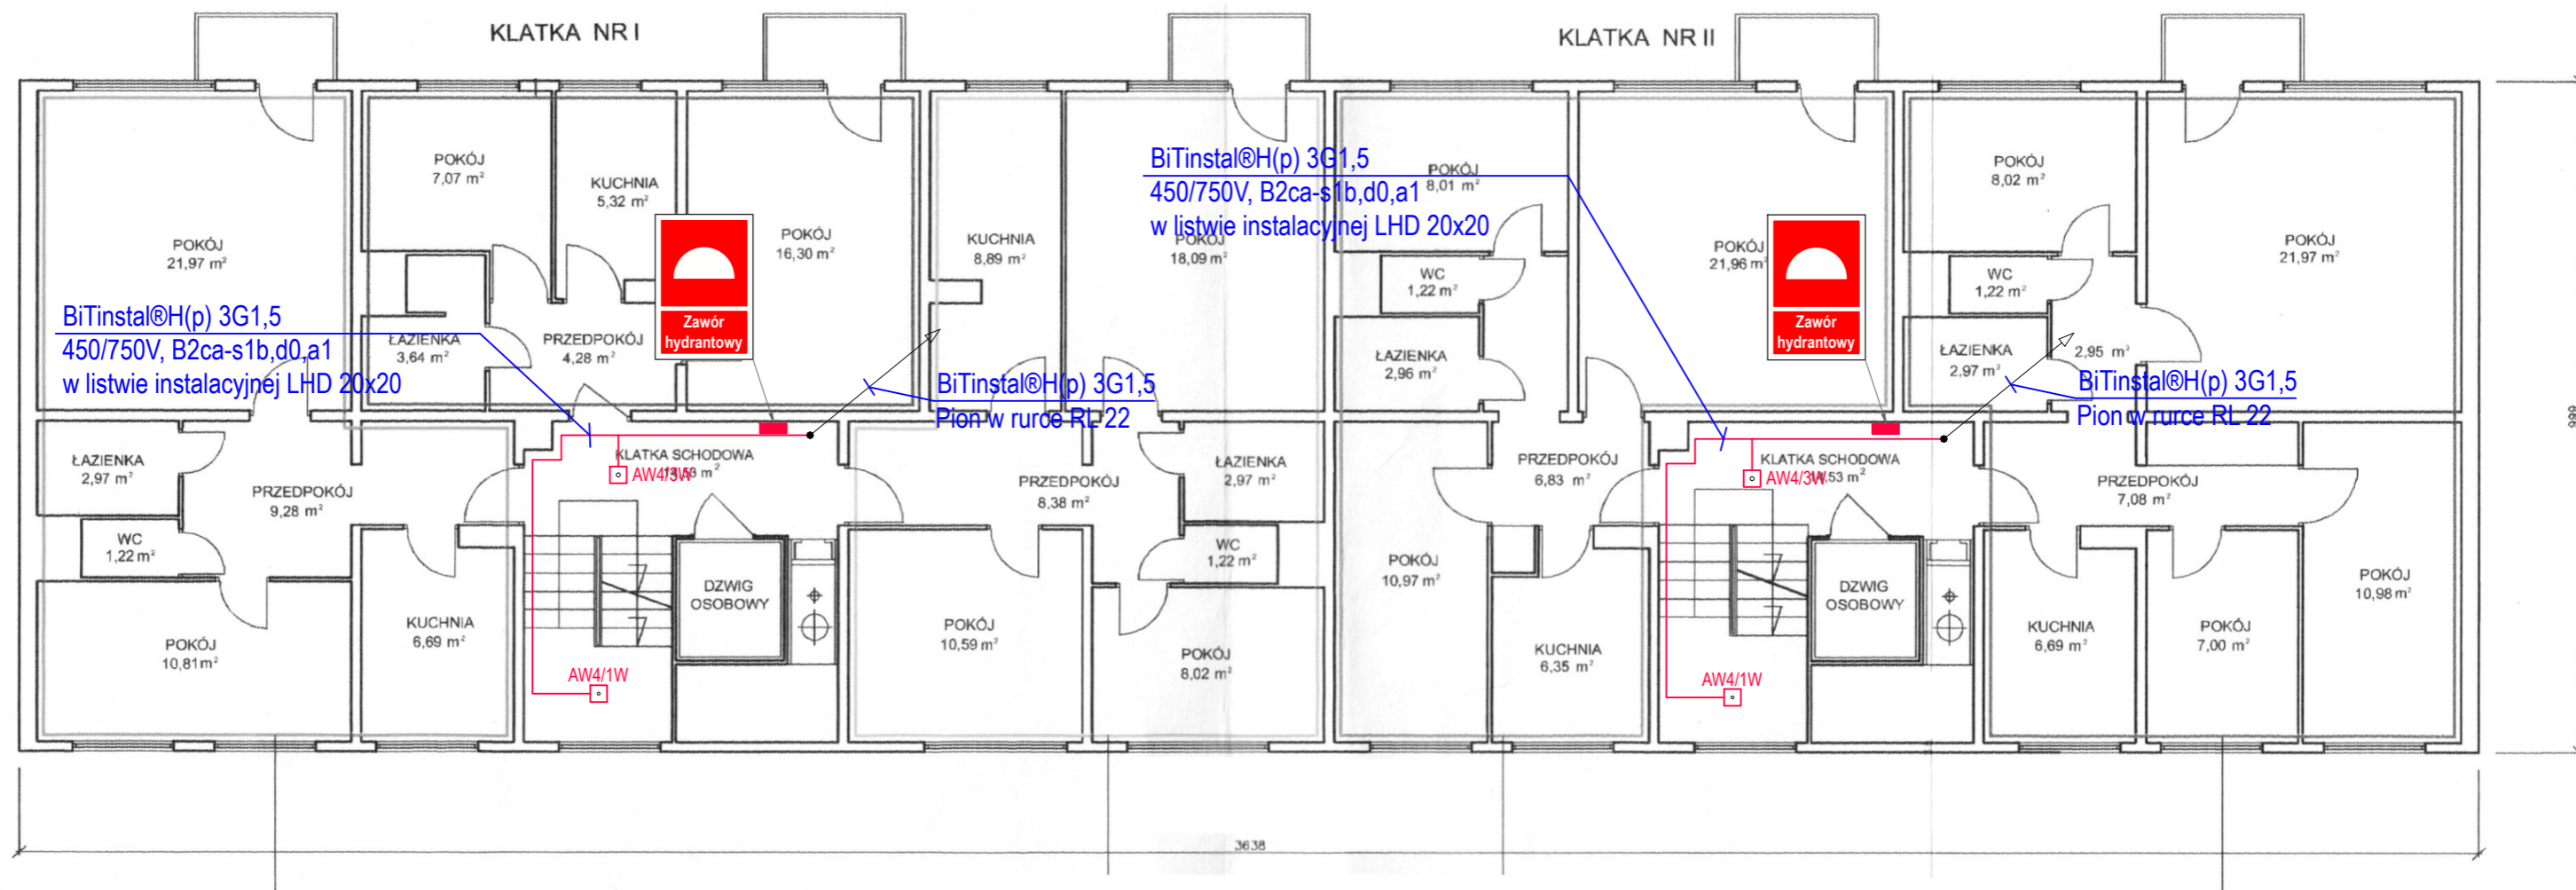 KLATKA NR I
KLATKA NR II
POKÓJ
21,97 m²
POKÓJ
7,07 m²
KUCHNIA
5,32 m²
POKÓJ
16,30 m²
KUCHNIA
8,89 m²
POKÓJ
18,09 m²
BiTinstal®H(p) 3G1,5
450/750V, B2ca-s1b,d0,a1
w listwie instalacyjnej LHD 20x20
POKÓJ
8,01 m²
POKÓJ
21,96 m²
POKÓJ
8,02 m²
POKÓJ
21,97 m²
Zawór
hydrantowy
Zawór
hydrantowy
WC
1,22 m²
WC
1,22 m²
BiTinstal®H(p) 3G1,5
450/750V, B2ca-s1b,d0,a1
w listwie instalacyjnej LHD 20x20
ŁAZIENKA
3,64 m²
PRZEDPOKÓJ
4,28 m²
BiTinstal®H(p) 3G1,5
Pion w rurce RL 22
ŁAZIENKA
2,96 m²
ŁAZIENKA
2,97 m²
2,95 m²
BiTinstal®H(p) 3G1,5
Pion w rurce RL 22
ŁAZIENKA
2,97 m²
PRZEDPOKÓJ
9,28 m²
KLATKA SCHODOWA
AW4/3W
PRZEDPOKÓJ
8,38 m²
ŁAZIENKA
2,97 m²
PRZEDPOKÓJ
6,83 m²
KLATKA SCHODOWA
AW4/3W
14,53 m²
PRZEDPOKÓJ
7,08 m²
WC
1,22 m²
WC
1,22 m²
DZWIG
OSOBOWY
DZWIG
OSOBOWY
POKÓJ
10,81 m²
KUCHNIA
6,69 m²
AW4/1W
POKÓJ
10,59 m²
POKÓJ
8,02 m²
POKÓJ
10,97 m²
KUCHNIA
6,35 m²
AW4/1W
KUCHNIA
6,69 m²
POKÓJ
7,00 m²
POKÓJ
10,98 m²
3638